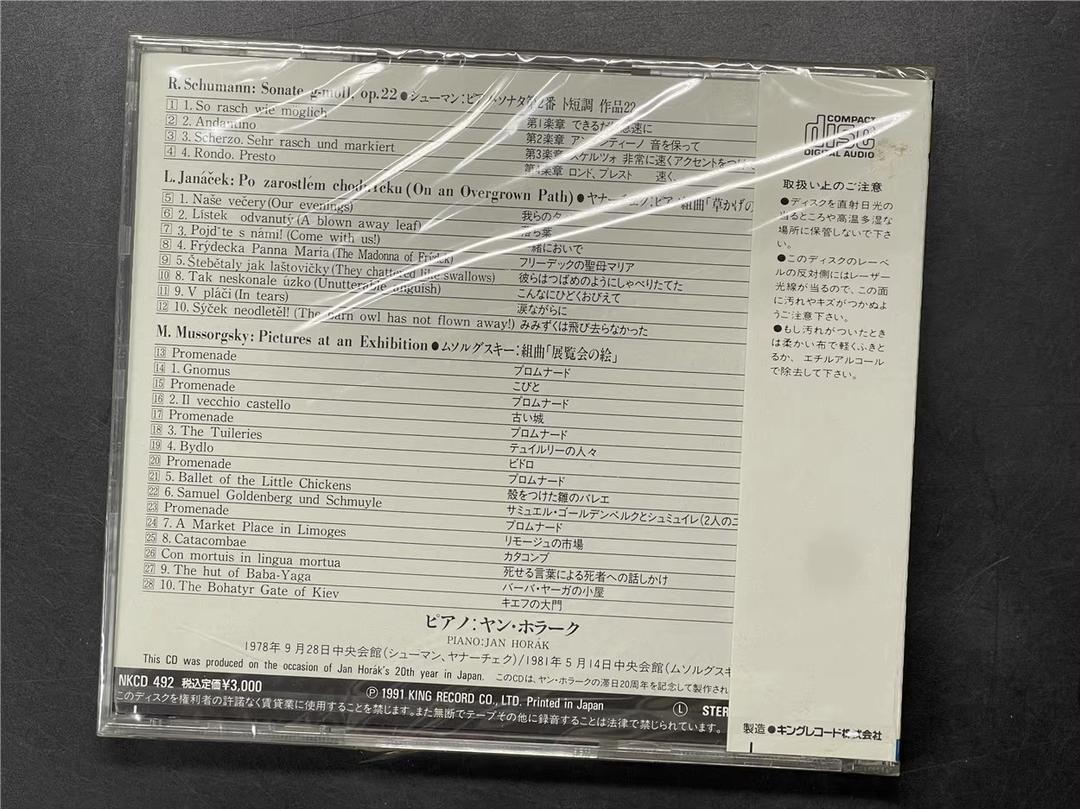 R.Schumann: Sonate g-moll, op.22●シューマン:ピアノ・ソナタ第2番 ト短調 作品22
1 1. So rasch wie möglich 第1楽章 できるだけ急速に
2 2. Andantino 第2楽章 アンダンティーノ 音を保って
3 3. Scherzo. Sehr rasch und markiert 第3楽章 スケルツォ 非常に速くアクセントをつけて
4 4. Rondo. Presto 第4楽章 ロンド、プレスト 速く、
L.Janáček: Po zarostlém chodníčku (On an Overgrown Path)●ヤナーチェク:ピアノ組曲「草かげの
5 1. Naše večery (Our evenings) 我らの
6 2. Lístek odvanutý (A blown away leaf) 落ち葉
7 3. Pojďte s námi! (Come with us!) 一緒においで
8 4. Frýdecka Panna Maria (The Madonna of Frýdek) フリーデックの聖母マリア
9 5. Štebětaly jak laštovičky (They chattered like swallows) 彼らはつばめのようにしゃべりたてた
10 8. Tak neskonale úzko (Unutterable anguish) こんなにひどくおびえて
11 9. V pláči (In tears) 涙ながらに
12 10. Sýček neodletěl! (The barn owl has not flown away!) みみずくは飛び去らなかった
M. Mussorgsky: Pictures at an Exhibition●ムソルグスキー:組曲「展覧会の絵」
13 Promenade プロムナード
14 1. Gnomus こびと
15 Promenade プロムナード
16 2. Il vecchio castello 古い城
17 Promenade プロムナード
18 3. The Tuileries テュイルリーの人々
19 4. Bydlo ビドロ
20 Promenade プロムナード
21 5. Ballet of the Little Chickens 殻をつけた雛のバレエ
22 6. Samuel Goldenberg und Schmuyle サミュエル・ゴールデンベルクとシュミュイレ(2人のユ
23 Promenade プロムナード
24 7. A Market Place in Limoges リモージュの市場
25 8. Catacombae カタコンブ
26 Con mortuis in lingua mortua 死せる言葉による死者への話しかけ
27 9. The hut of Baba-Yaga バーバ・ヤーガの小屋
28 10. The Bohatyr Gate of Kiev キエフの大門
ピアノ:ヤン・ホラーク
PIANO:JAN HORÁK
1978年9月28日中央会館(シューマン、ヤナーチェク)/1981年5月14日中央会館(ムソルグスキ
This CD was produced on the occasion of Jan Horák's 20th year in Japan. このCDは、ヤン・ホラークの滞日20周年を記念して製作され
NKCD 492 税込定価¥3,000 Ⓟ 1991 KING RECORD CO., LTD. Printed in Japan Ⓛ STER
このディスクを権利者の許諾なく賃貸業に使用することを禁じます。また無断でテープその他に録音することは法律で禁じられています。
COMPACT
disc
DIGITAL AUDIO
取扱い上のご注意
●ディスクを直射日光の
当るところや高温多湿な
場所に保管しないで下さ
い。
●このディスクのレーベ
ルの反対側にはレーザー
光線が当るので、この面
に汚れやキズがつかぬよ
うご注意下さい。
●もし汚れがついたとき
は柔かい布で軽くふきと
るか、エチルアルコール
で除去して下さい。
製造●キングレコード株式会社